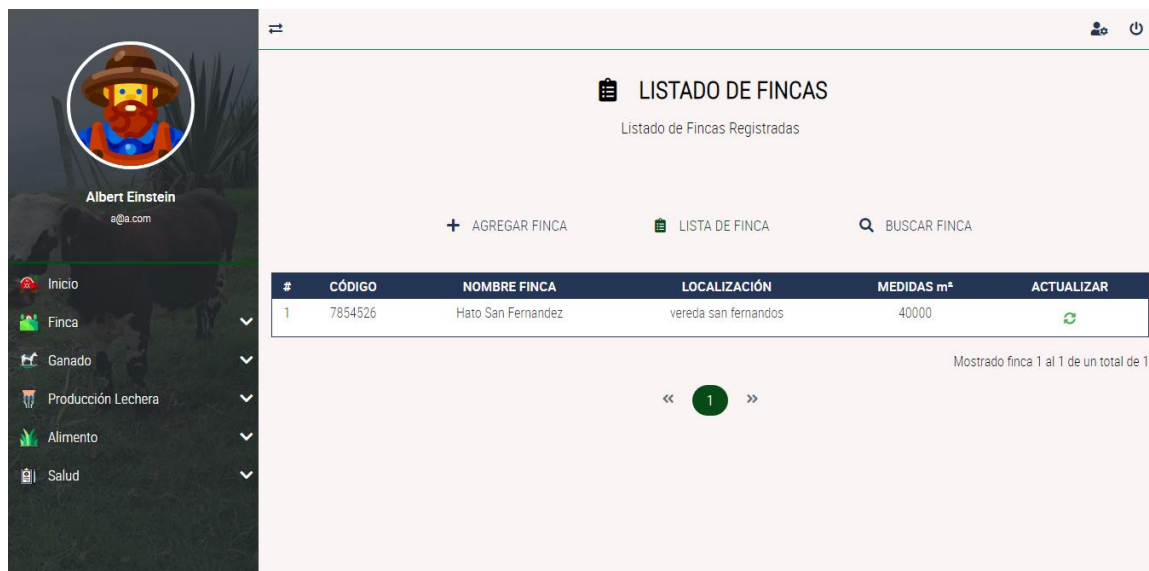 Albert Einstein
a@a.com
Inicio
Finca
Ganado
Producción Lechera
Alimento
Salud
LISTADO DE FINCAS
Listado de Fincas Registradas
AGREGAR FINCA LISTA DE FINCA BUSCAR FINCA
# CÓDIGO NOMBRE FINCA LOCALIZACIÓN MEDIDAS m² ACTUALIZAR
1 7854526 Hato San Fernandez vereda san fernandos 40000
Mostrado finca 1 al 1 de un total de 1
« 1 »